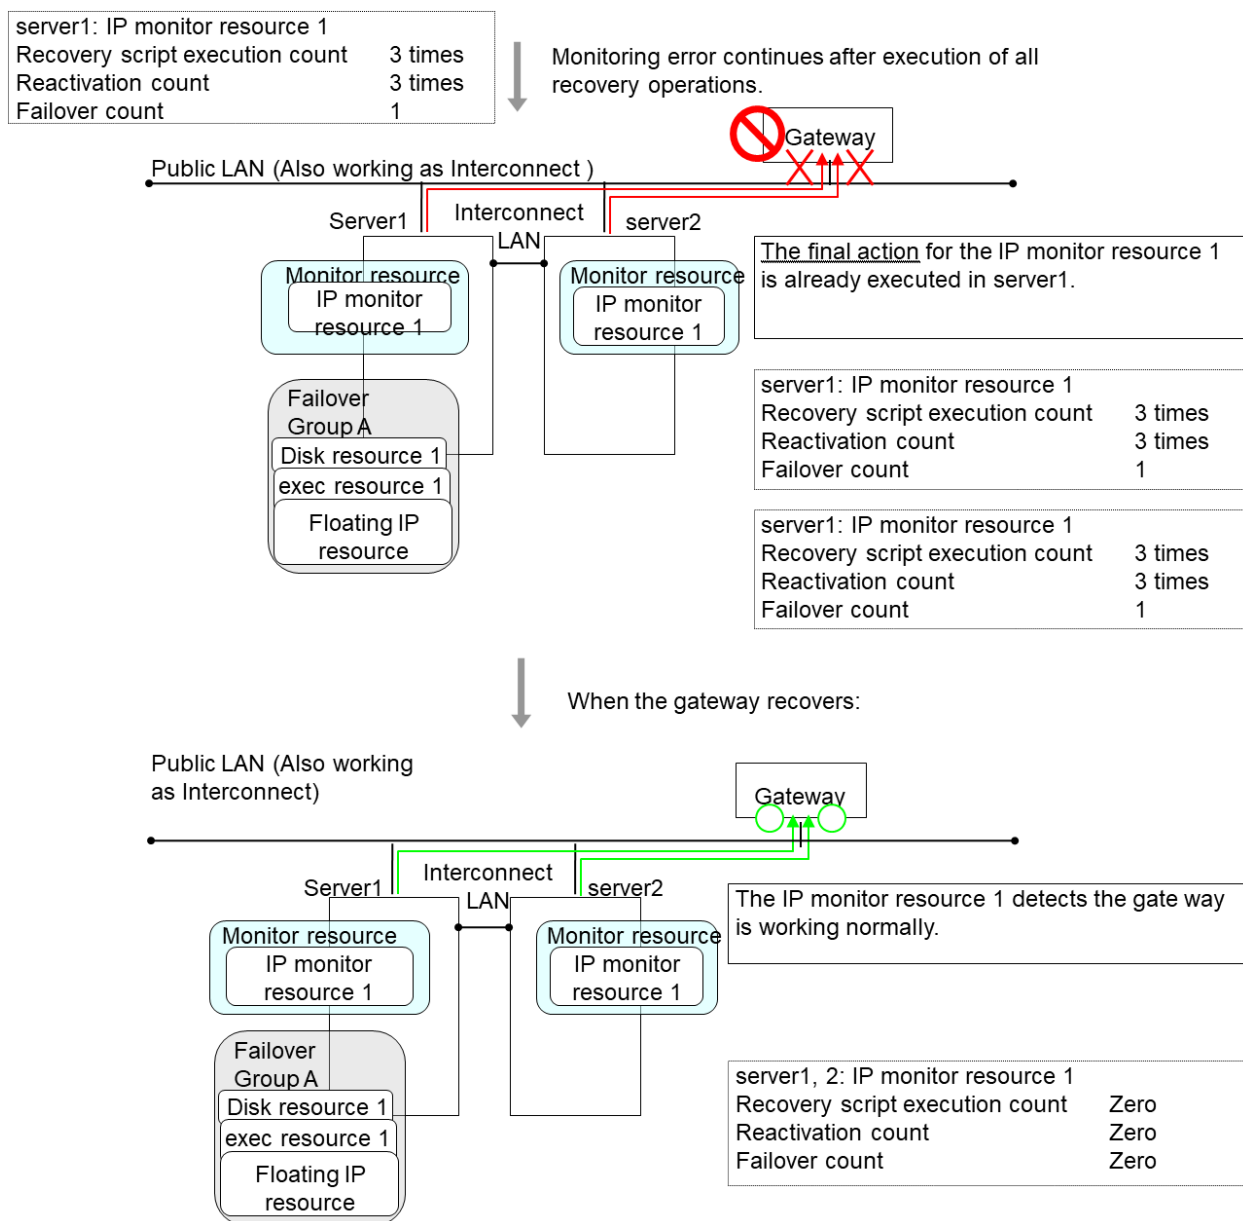 server1: IP monitor resource 1
Recovery script execution count 3 times
Reactivation count 3 times
Failover count 1
Monitoring error continues after execution of all
recovery operations.
Gateway
Public LAN (Also working as Interconnect )
Server1
Interconnect
LAN
server2
Monitor resource
IP monitor
resource 1
Monitor resource
IP monitor
resource 1
The final action for the IP monitor resource 1
is already executed in server1.
Failover
Group A
Disk resource 1
exec resource 1
Floating IP
resource
server1: IP monitor resource 1
Recovery script execution count 3 times
Reactivation count 3 times
Failover count 1
server1: IP monitor resource 1
Recovery script execution count 3 times
Reactivation count 3 times
Failover count 1
When the gateway recovers:
Public LAN (Also working
as Interconnect)
Gateway
Server1
Interconnect
LAN
server2
Monitor resource
IP monitor
resource 1
Monitor resource
IP monitor
resource 1
The IP monitor resource 1 detects the gate way
is working normally.
Failover
Group A
Disk resource 1
exec resource 1
Floating IP
resource
server1, 2: IP monitor resource 1
Recovery script execution count Zero
Reactivation count Zero
Failover count Zero